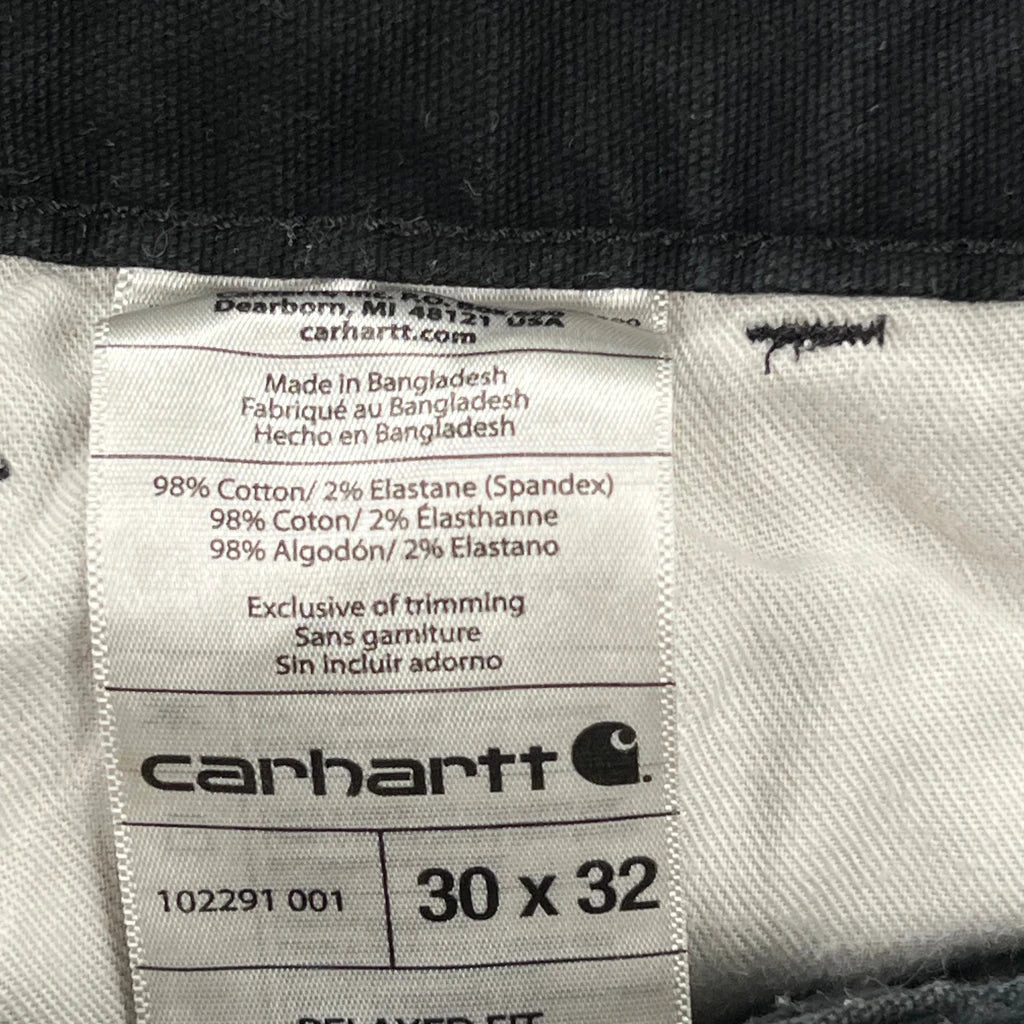 Dearborn, MI 48121 USA
carhartt.com
Made in Bangladesh
Fabriqué au Bangladesh
Hecho en Bangladesh
98% Cotton/ 2% Elastane (Spandex)
98% Coton/ 2% Élasthanne
98% Algodón/ 2% Elastano
Exclusive of trimming
Sans garniture
Sin incluir adorno
carhartt
102291 001
30 x 32
RELAXED FIT